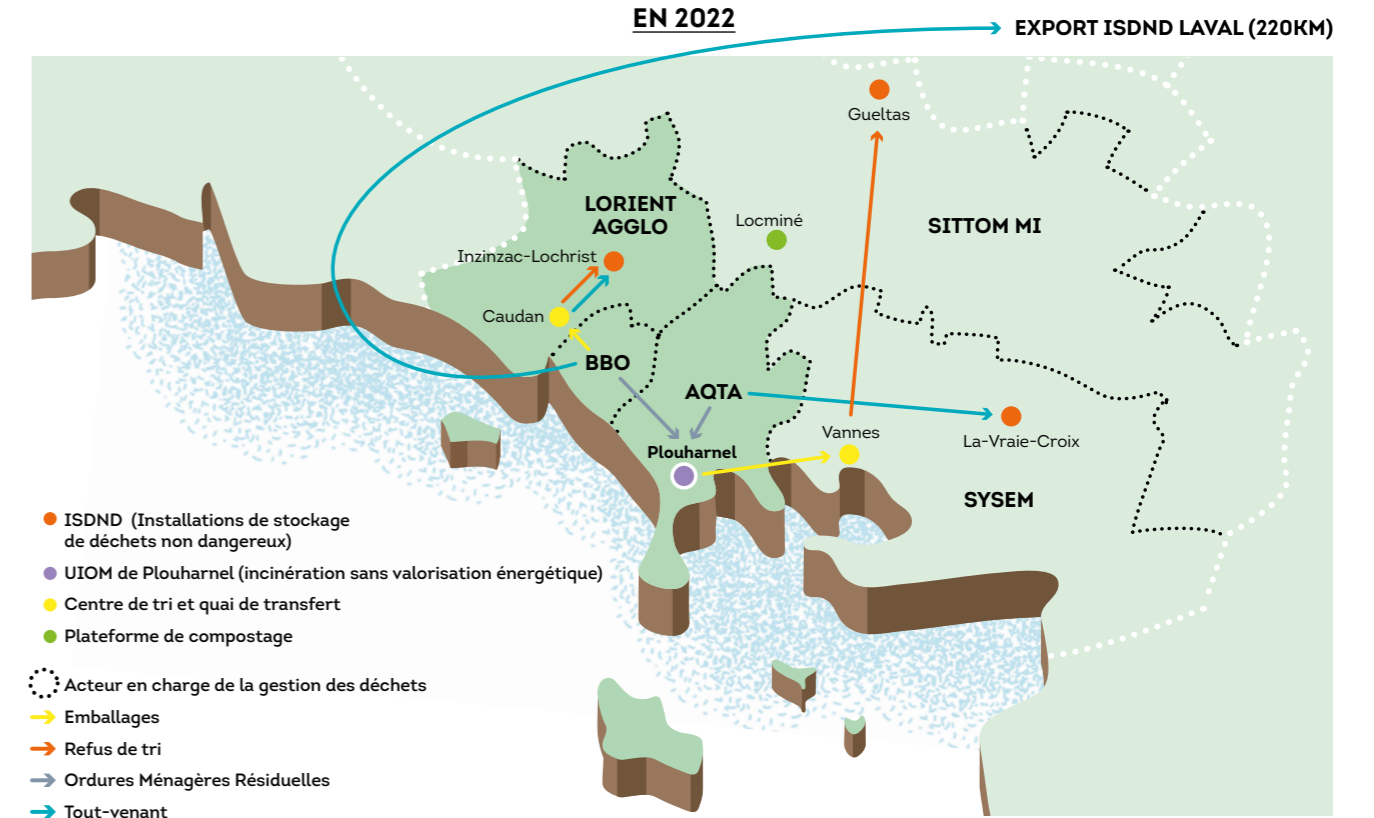 EN 2022
EXPORT ISDND LAVAL (220KM)
Gueltas
LORIENT
AGGLO
Locminé
SITTOM MI
Inzinzac-Lochrist
Caudan
BBO
AQTA
Vannes
La-Vraie-Croix
Plouharnel
SYSEM
ISDND (Installations de stockage
de déchets non dangereux)
UIOM de Plouharnel (incinération sans valorisation énergétique)
Centre de tri et quai de transfert
Plateforme de compostage
Acteur en charge de la gestion des déchets
Emballages
Refus de tri
Ordures Ménagères Résiduelles
Tout-venant